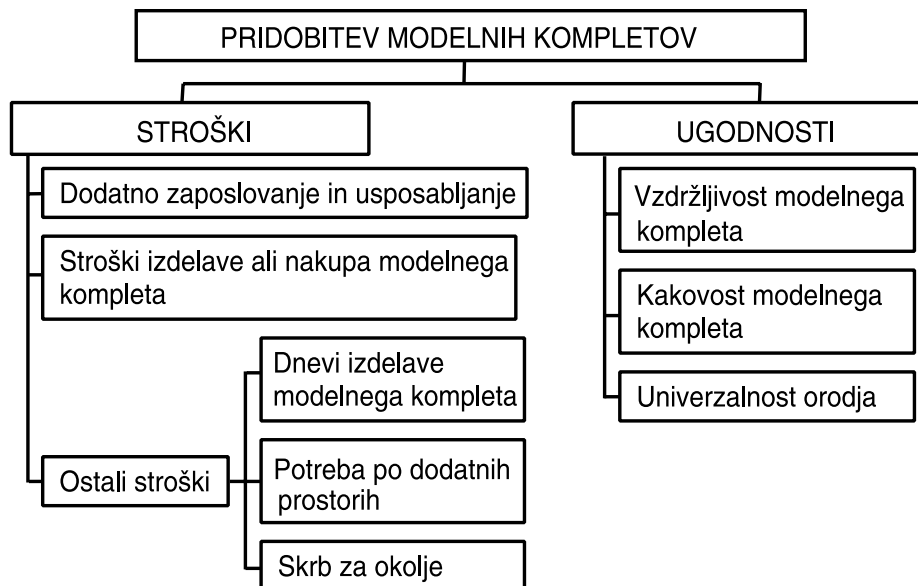 PRIDOBITEV MODELNIH KOMPLETOV
STROŠKI
Dodatno zaposlovanje in usposabljanje
Stroški izdelave ali nakupa modelnega
kompleta
Ostali stroški
Dnevi izdelave
modelnega kompleta
Potreba po dodatnih
prostorih
Skrb za okolje
UGODNOSTI
Vzdržljivost modelnega
kompleta
Kakovost modelnega
kompleta
Univerzalnost orodja